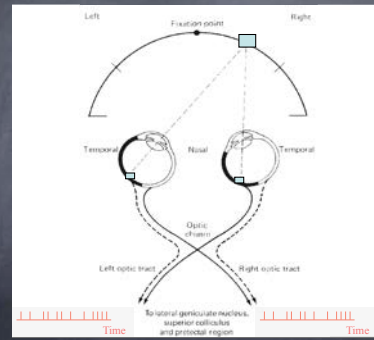 Left
Fixation point
Right
Temporal
Nasal
Temporal
Optic
chiasm
Left optic tract
Right optic tract
To lateral geniculate nucleus,
superior colliculus
and pretectal region
Time
Time